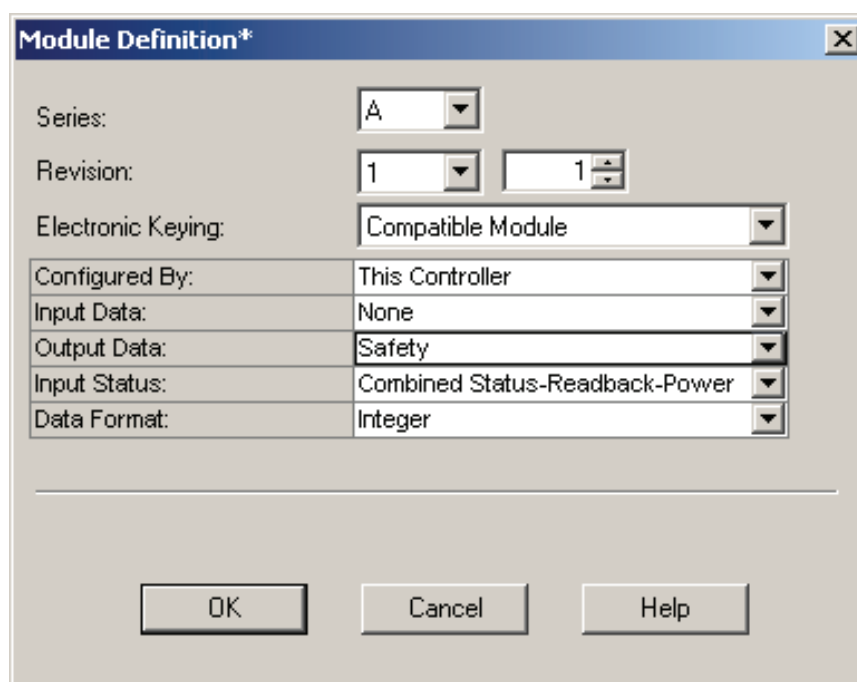 Module Definition*
Series: A
Revision: 1 1
Electronic Keying: Compatible Module
Configured By: This Controller
Input Data: None
Output Data: Safety
Input Status: Combined Status-Readback-Power
Data Format: Integer
OK Cancel Help